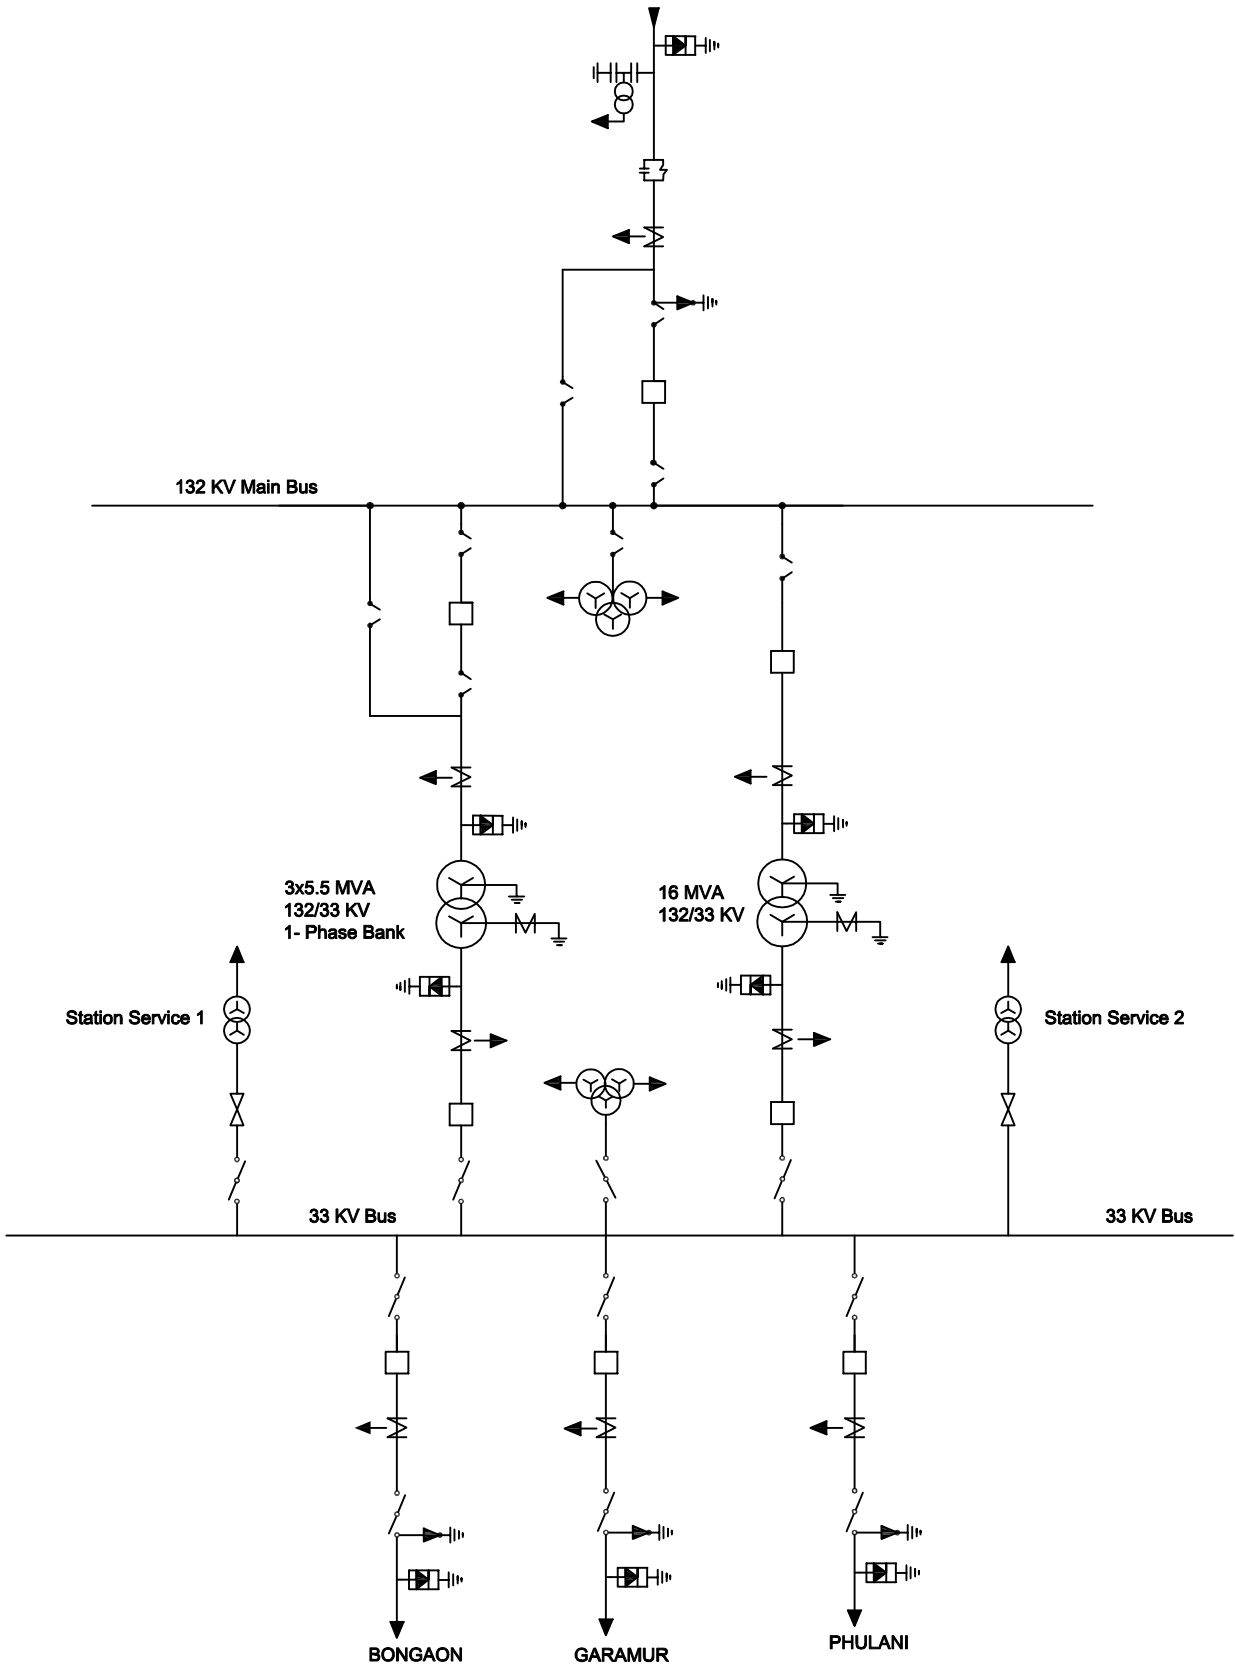 132 KV Main Bus
3x5.5 MVA
132/33 KV
1- Phase Bank
16 MVA
132/33 KV
Station Service 1
Station Service 2
33 KV Bus
33 KV Bus
BONGAON
GARAMUR
PHULANI